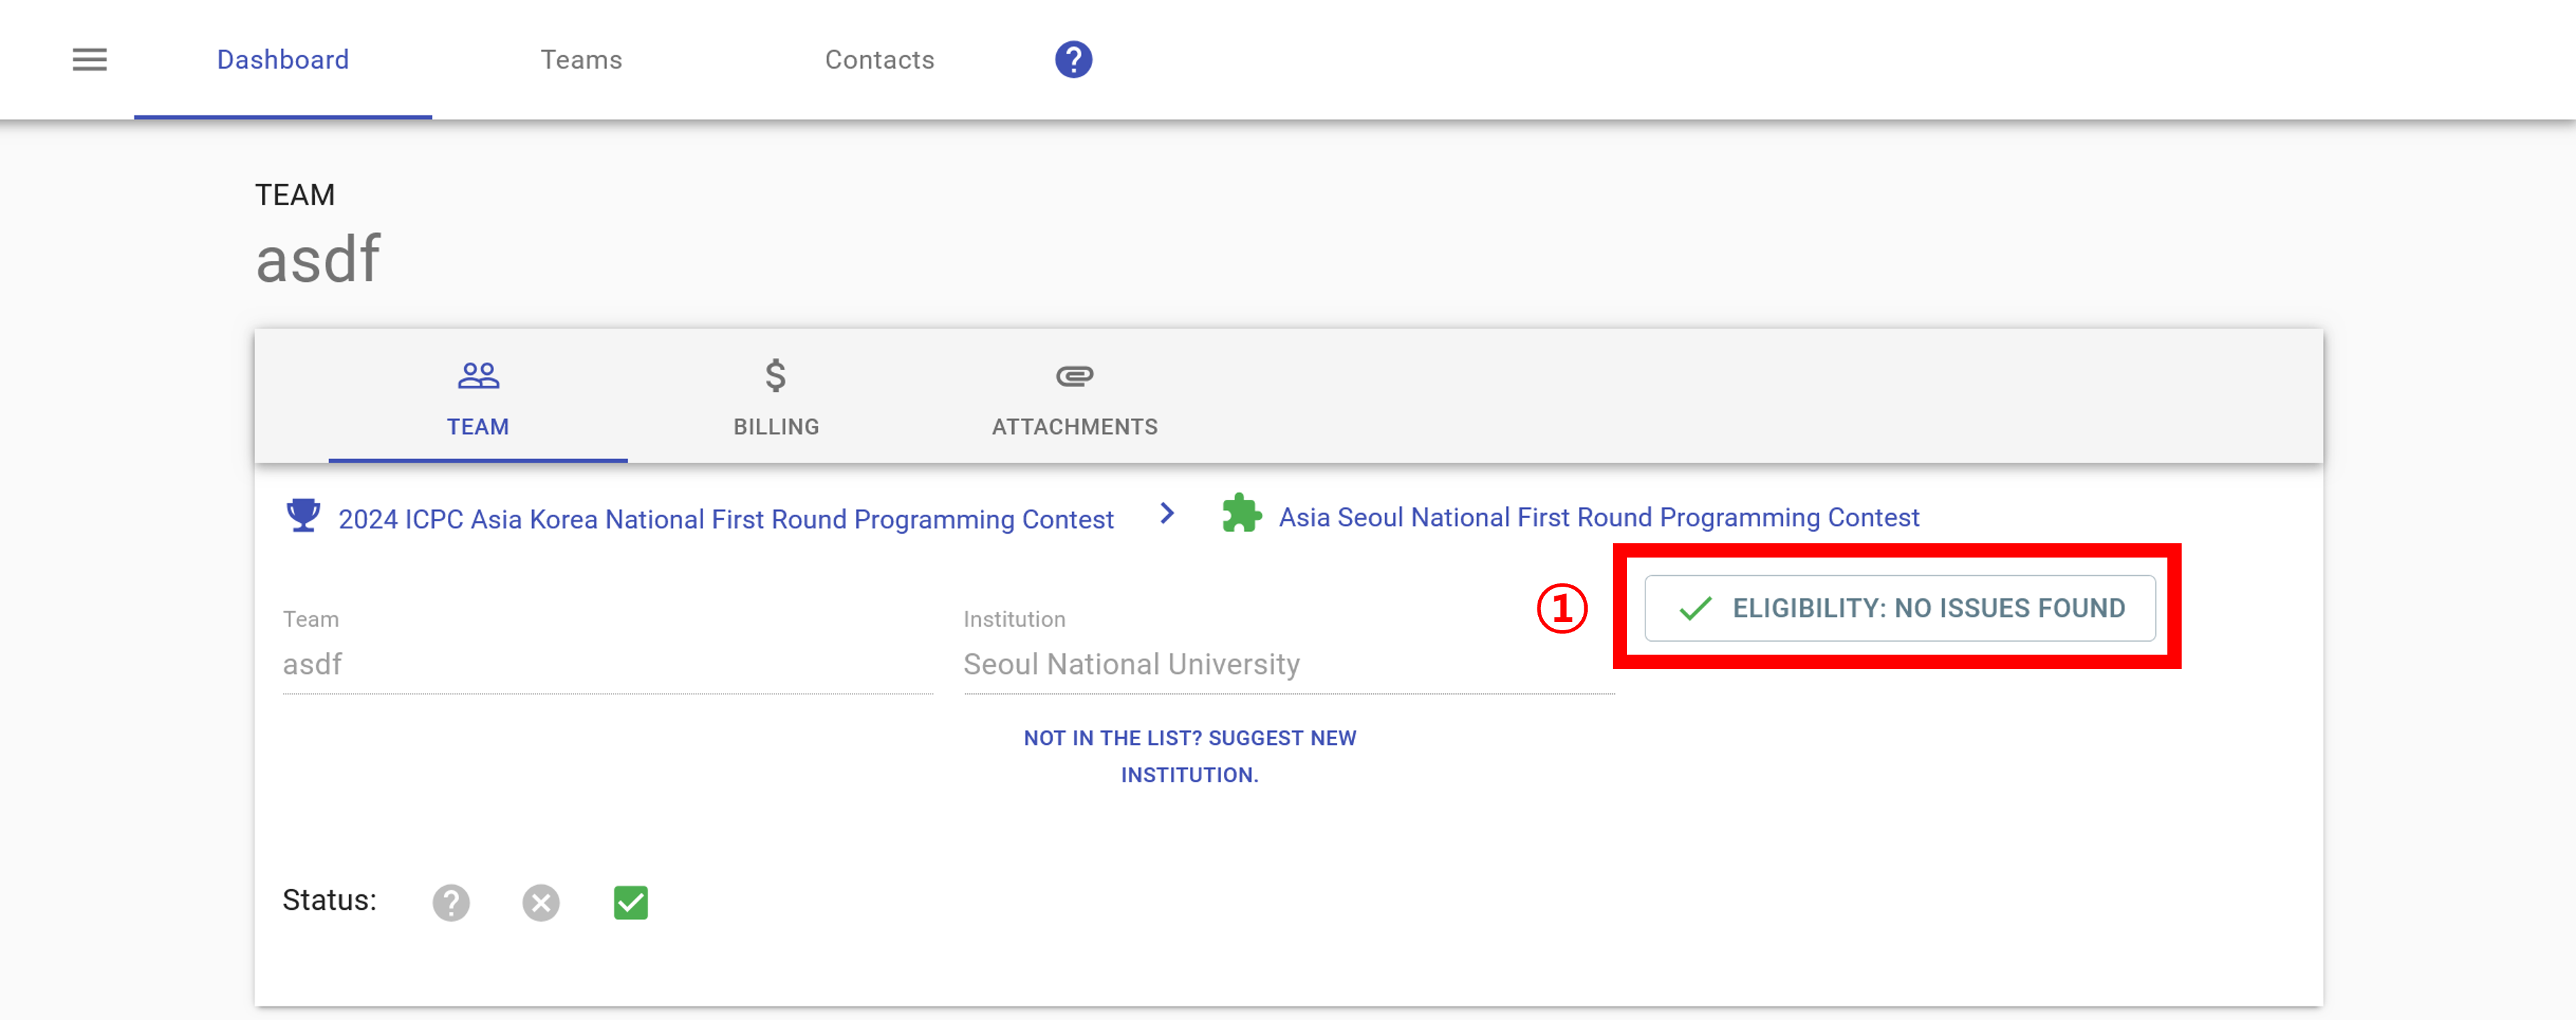 Dashboard
Teams
Contacts
TEAM
asdf
TEAM
BILLING
ATTACHMENTS
2024 ICPC Asia Korea National First Round Programming Contest
Asia Seoul National First Round Programming Contest
①
ELIGIBILITY: NO ISSUES FOUND
Team
asdf
Institution
Seoul National University
NOT IN THE LIST? SUGGEST NEW
INSTITUTION.
Status: